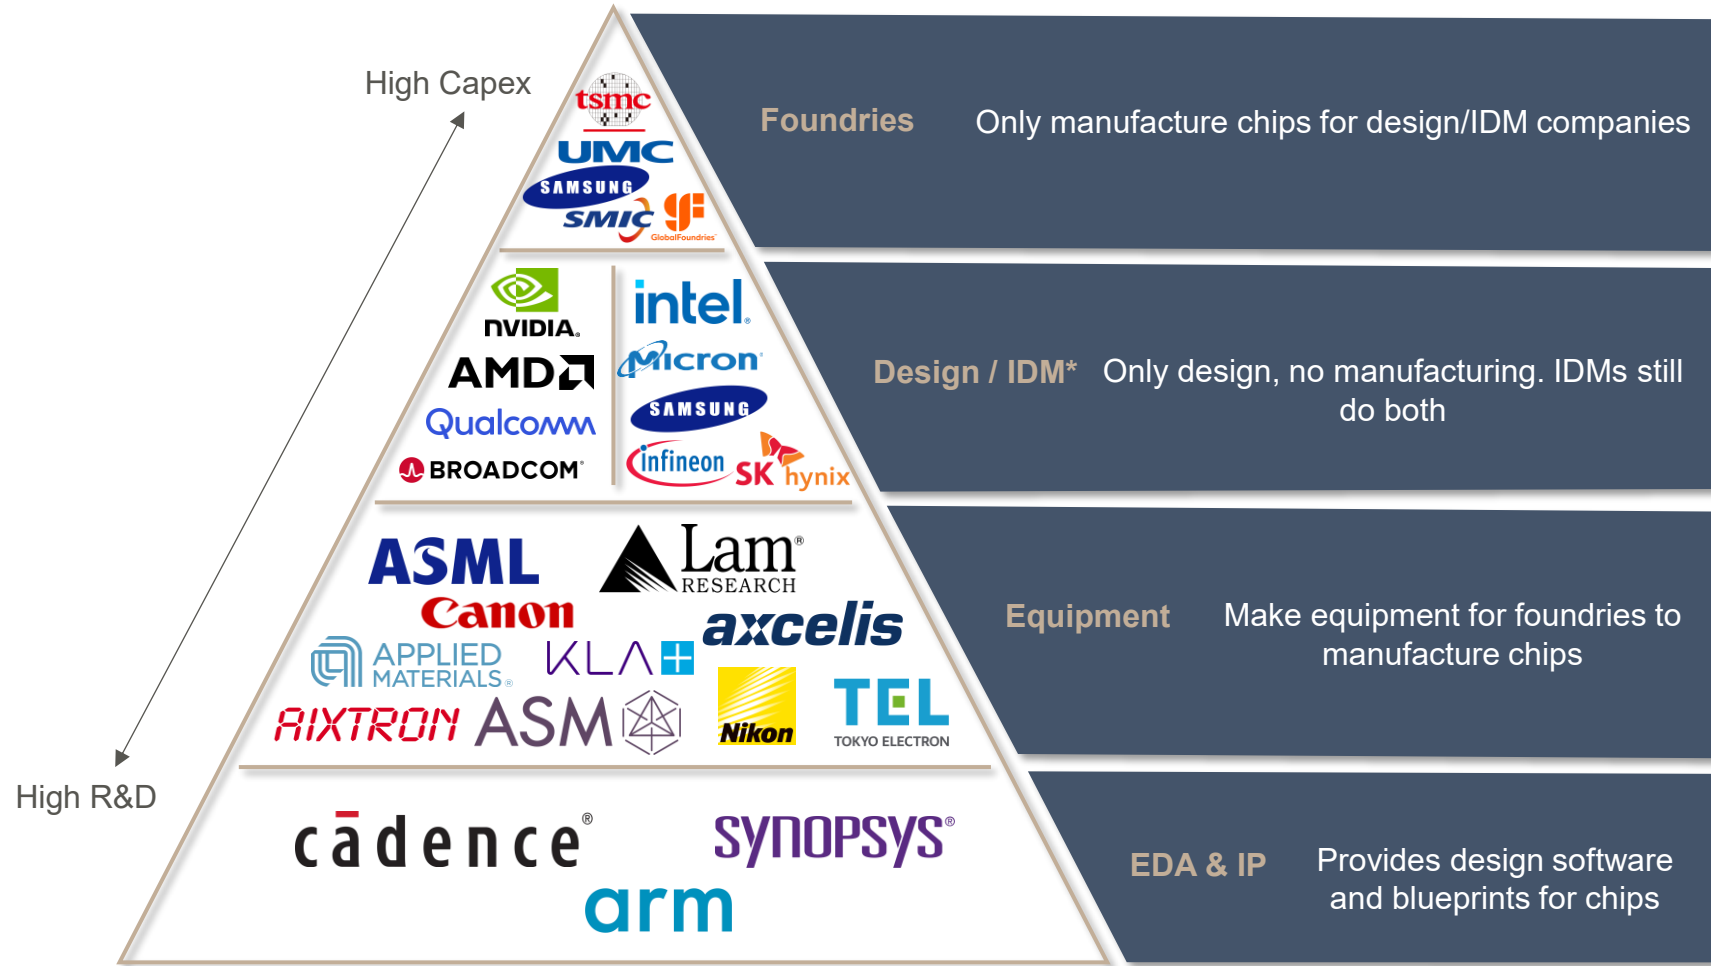 High Capex
tsmc
UMC
SAMSUNG
SMIC
GF
GlobalFoundries
Foundries
Only manufacture chips for design/IDM companies
NVIDIA®
AMD
Qualcomm
BROADCOM®
intel®
Micron®
SAMSUNG
infineon
SK hynix
Design / IDM*
Only design, no manufacturing. IDMs still
do both
ASML
Lam®
RESEARCH
Canon
axcelis
APPLIED
MATERIALS®
KLA+
AIXTRON
ASM
Nikon
TEL
TOKYO ELECTRON
Equipment
Make equipment for foundries to
manufacture chips
High R&D
cādence®
SYNOPSYS®
arm
EDA & IP
Provides design software
and blueprints for chips